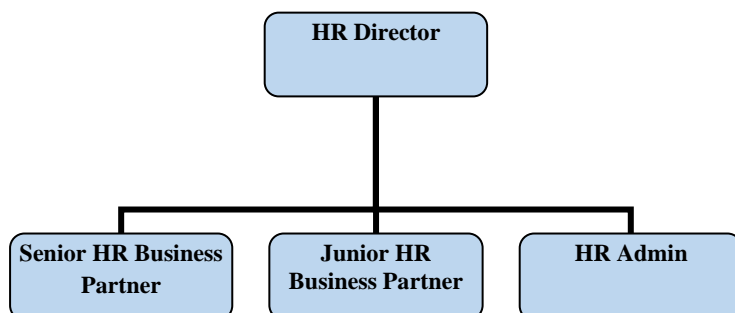 HR Director
Senior HR Business
Partner
Junior HR
Business Partner
HR Admin